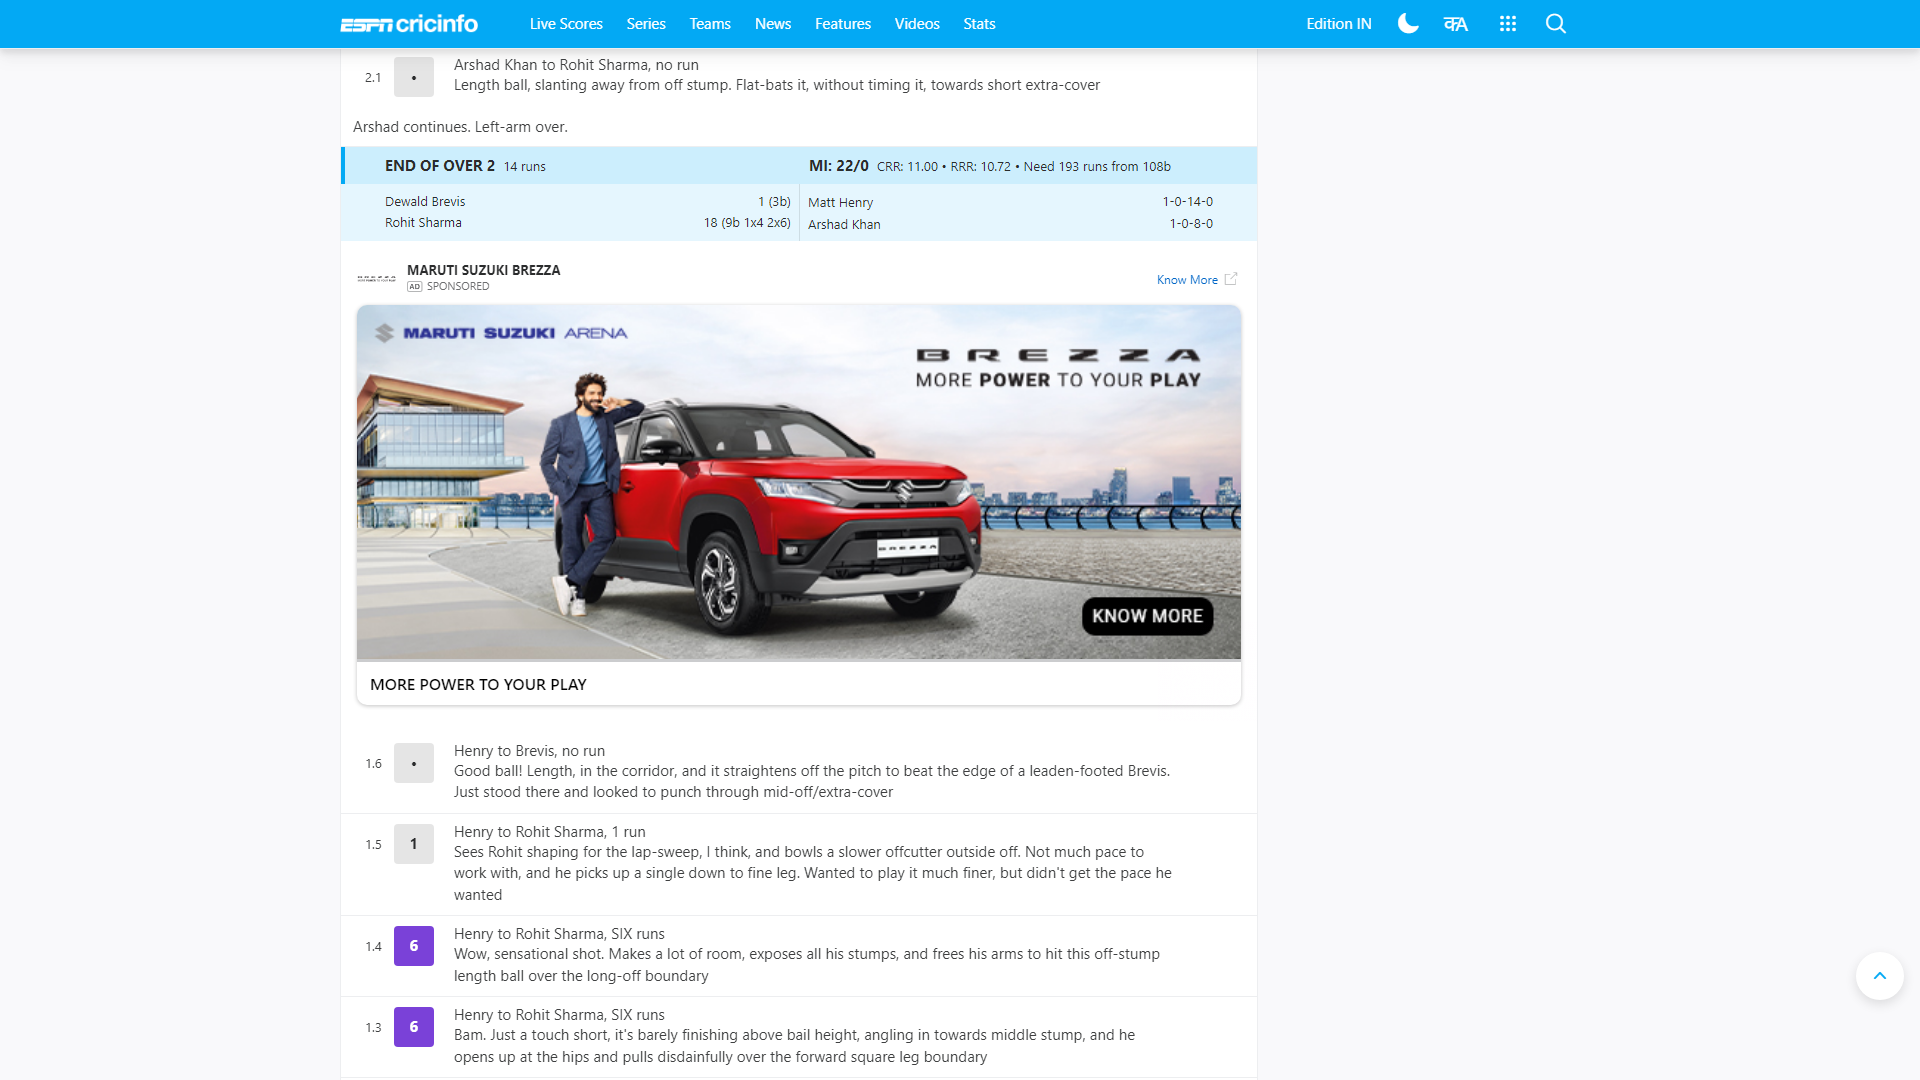 ESPN cricinfo Live Scores Series Teams News Features Videos Stats Edition IN
2.1 • Arshad Khan to Rohit Sharma, no run
Length ball, slanting away from off stump. Flat-bats it, without timing it, towards short extra-cover
Arshad continues. Left-arm over.
END OF OVER 2 14 runs MI: 22/0 CRR: 11.00 • RRR: 10.72 • Need 193 runs from 108b
Dewald Brevis 1 (3b) Matt Henry 1-0-14-0
Rohit Sharma 18 (9b 1x4 2x6) Arshad Khan 1-0-8-0
MARUTI SUZUKI BREZZA
AD SPONSORED
Know More
MARUTI SUZUKI ARENA
BREZZA
MORE POWER TO YOUR PLAY
BREZZA
KNOW MORE
MORE POWER TO YOUR PLAY
1.6 • Henry to Brevis, no run
Good ball! Length, in the corridor, and it straightens off the pitch to beat the edge of a leaden-footed Brevis.
Just stood there and looked to punch through mid-off/extra-cover
1.5 1 Henry to Rohit Sharma, 1 run
Sees Rohit shaping for the lap-sweep, I think, and bowls a slower offcutter outside off. Not much pace to
work with, and he picks up a single down to fine leg. Wanted to play it much finer, but didn't get the pace he
wanted
1.4 6 Henry to Rohit Sharma, SIX runs
Wow, sensational shot. Makes a lot of room, exposes all his stumps, and frees his arms to hit this off-stump
length ball over the long-off boundary
1.3 6 Henry to Rohit Sharma, SIX runs
Bam. Just a touch short, it's barely finishing above bail height, angling in towards middle stump, and he
opens up at the hips and pulls disdainfully over the forward square leg boundary